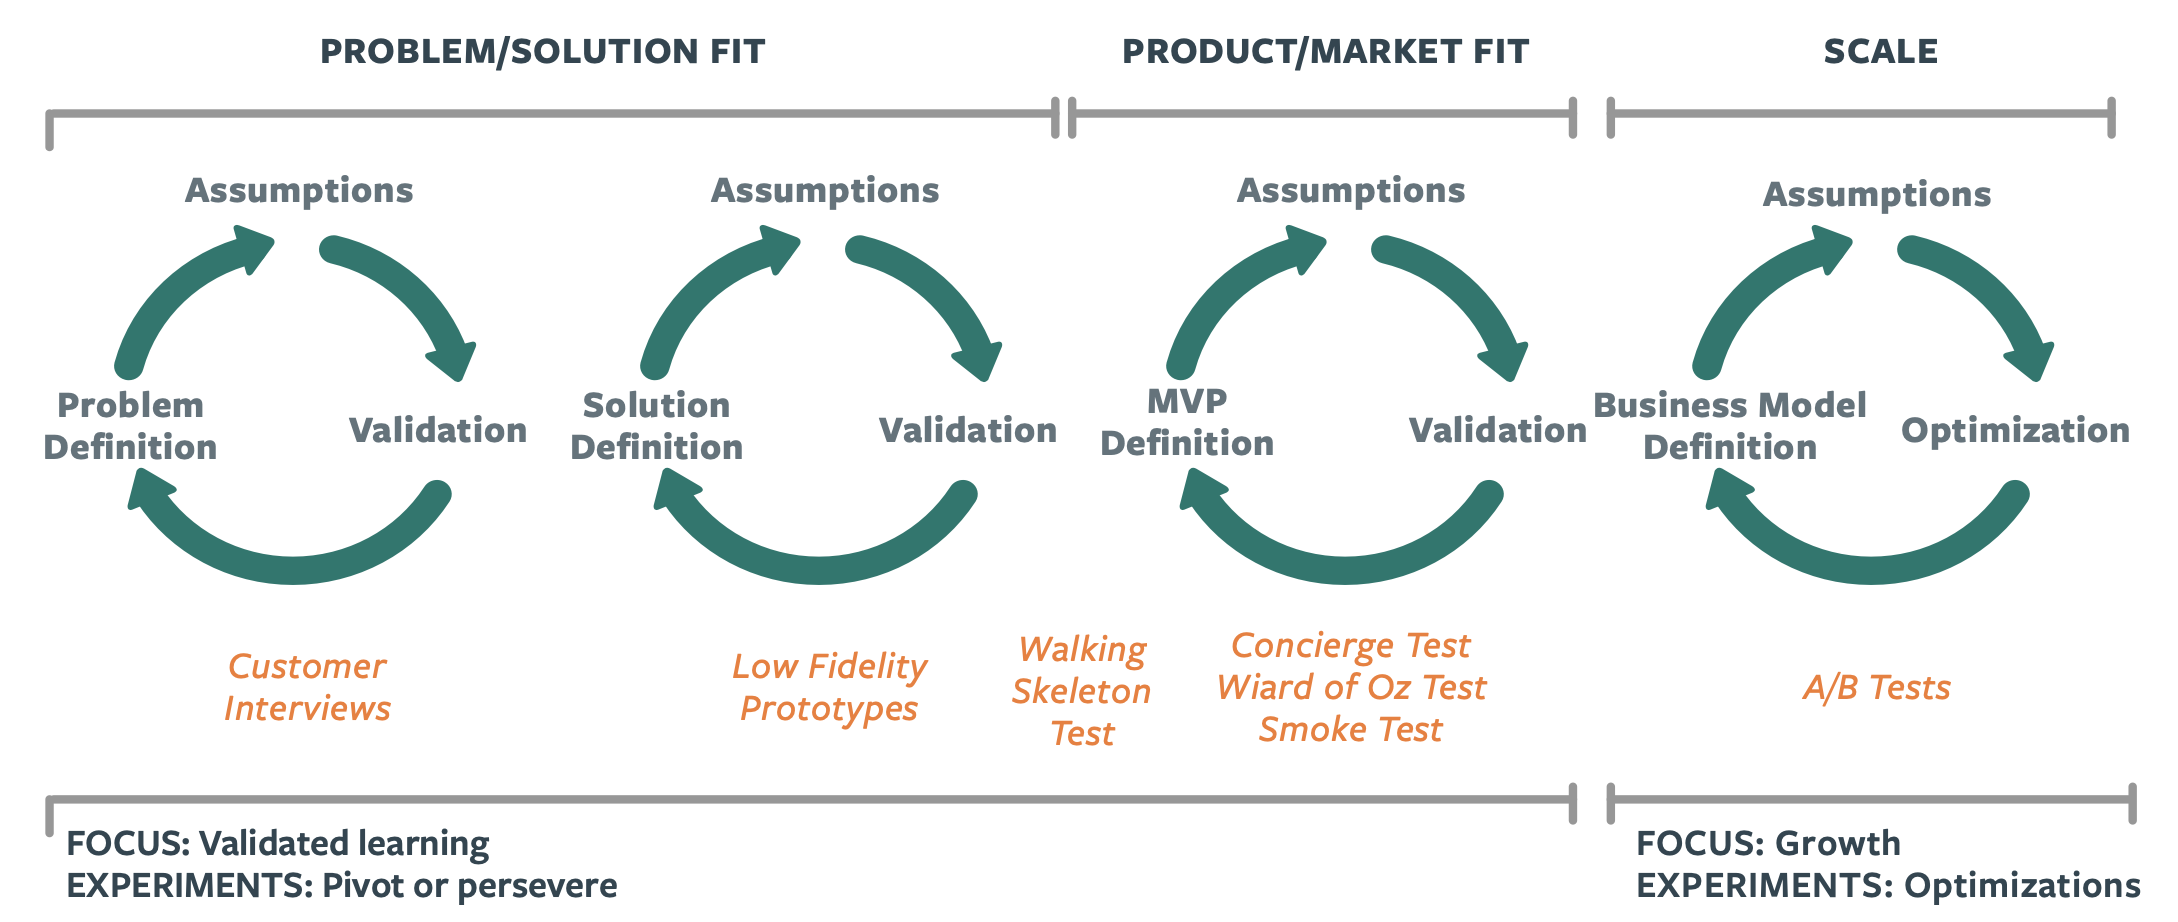 PROBLEM/SOLUTION FIT
PRODUCT/MARKET FIT
SCALE
Assumptions
Problem
Definition
Validation
Customer
Interviews
Assumptions
Solution
Definition
Validation
Low Fidelity
Prototypes
Walking
Skeleton
Test
Assumptions
MVP
Definition
Validation
Concierge Test
Wiard of Oz Test
Smoke Test
Assumptions
Business Model
Definition
Optimization
A/B Tests
FOCUS: Validated learning
EXPERIMENTS: Pivot or persevere
FOCUS: Growth
EXPERIMENTS: Optimizations